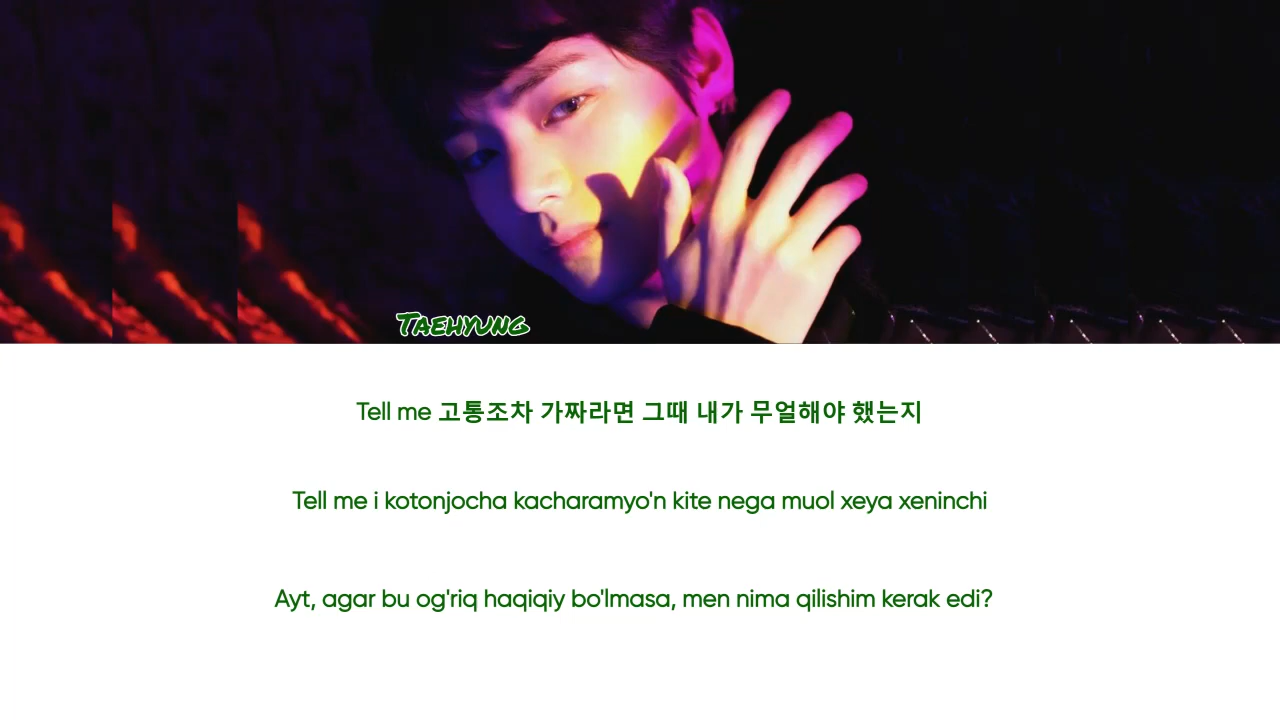 Taehyung
Tell me 고통조차 가짜라면 그때 내가 무얼해야 했는지
Tell me i kotonjocha kacharamyo'n kite nega muol xeya xeninchi
Ayt, agar bu og'riq haqiqiy bo'lmasa, men nima qilishim kerak edi?